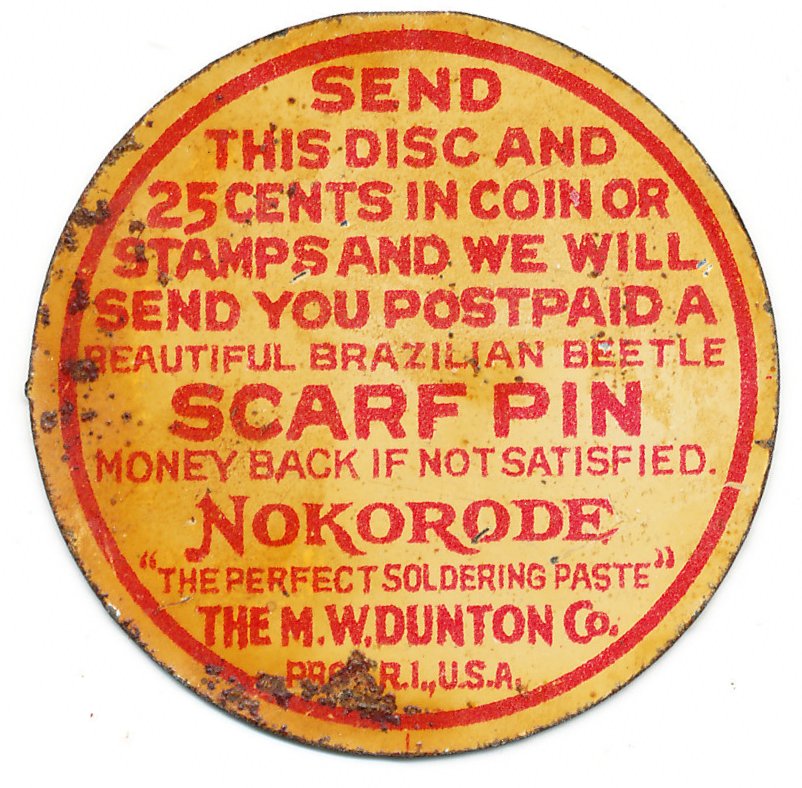 SEND
THIS DISC AND
25 CENTS IN COIN OR
STAMPS AND WE WILL
SEND YOU POSTPAID A
BEAUTIFUL BRAZILIAN BEETLE
SCARF PIN
MONEY BACK IF NOT SATISFIED.
NOKORODE
"THE PERFECT SOLDERING PASTE"
THE M.W. DUNTON CO.
R.I., U.S.A.